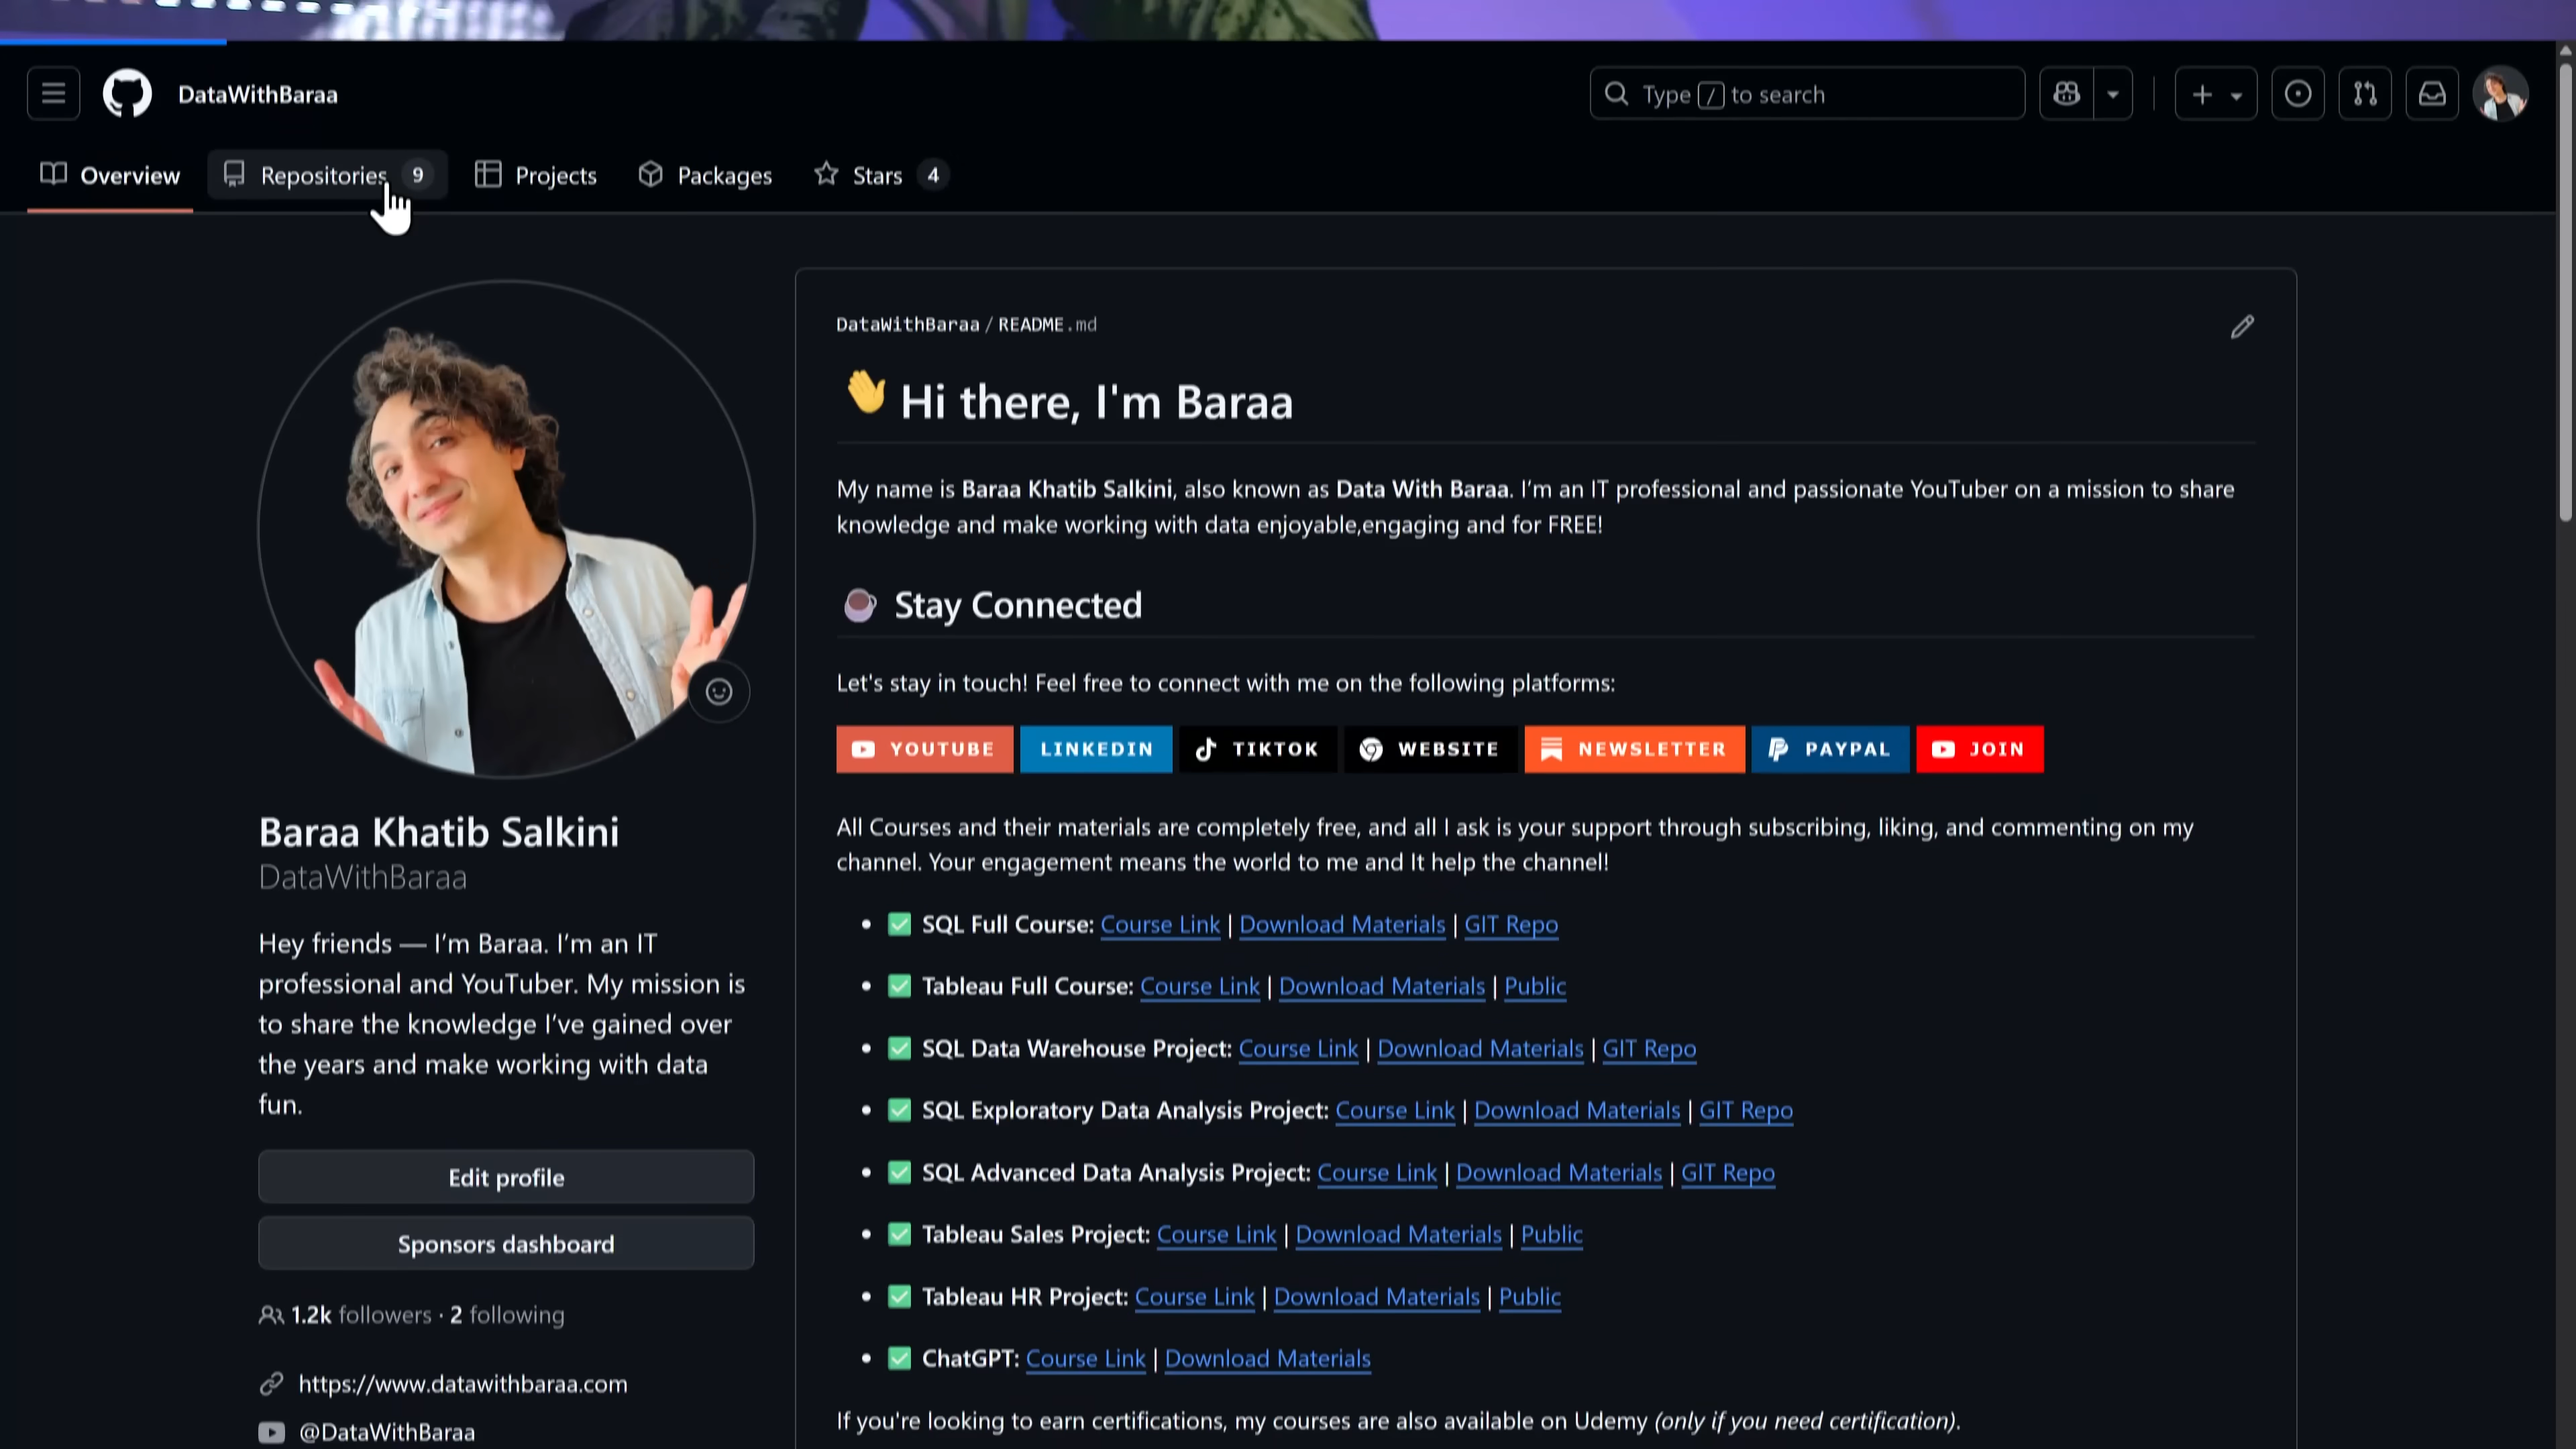 DataWithBaraa
Type / to search
Overview
Repositories 9
Projects
Packages
Stars 4
DataWithBaraa / README.md
👋 Hi there, I'm Baraa
My name is Baraa Khatib Salkini, also known as Data With Baraa. I’m an IT professional and passionate YouTuber on a mission to share
knowledge and make working with data enjoyable,engaging and for FREE!
Stay Connected
Let's stay in touch! Feel free to connect with me on the following platforms:
YOUTUBE LINKEDIN TIKTOK WEBSITE NEWSLETTER PAYPAL JOIN
All Courses and their materials are completely free, and all I ask is your support through subscribing, liking, and commenting on my
channel. Your engagement means the world to me and It help the channel!
• ✅ SQL Full Course: Course Link | Download Materials | GIT Repo
• ✅ Tableau Full Course: Course Link | Download Materials | Public
• ✅ SQL Data Warehouse Project: Course Link | Download Materials | GIT Repo
• ✅ SQL Exploratory Data Analysis Project: Course Link | Download Materials | GIT Repo
• ✅ SQL Advanced Data Analysis Project: Course Link | Download Materials | GIT Repo
• ✅ Tableau Sales Project: Course Link | Download Materials | Public
• ✅ Tableau HR Project: Course Link | Download Materials | Public
• ✅ ChatGPT: Course Link | Download Materials
If you're looking to earn certifications, my courses are also available on Udemy (only if you need certification).
Baraa Khatib Salkini
DataWithBaraa
Hey friends — I’m Baraa. I’m an IT
professional and YouTuber. My mission is
to share the knowledge I’ve gained over
the years and make working with data
fun.
Edit profile
Sponsors dashboard
1.2k followers · 2 following
https://www.datawithbaraa.com
@DataWithBaraa